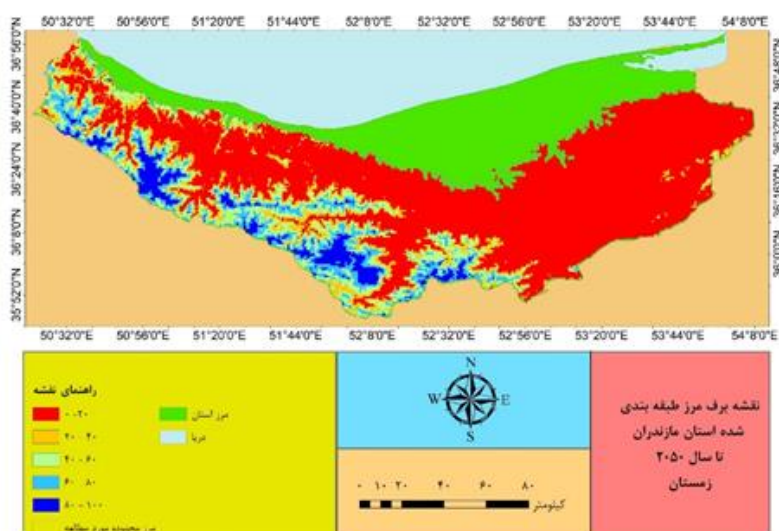 50°32'0"E 50°56'0"E 51°20'0"E 51°44'0"E 52°8'0"E 52°32'0"E 52°56'0"E 53°20'0"E 53°44'0"E 54°8'0"E
36°56'0"N
36°40'0"N
36°24'0"N
36°8'0"N
35°52'0"N
50°32'0"E 50°56'0"E 51°20'0"E 51°44'0"E 52°8'0"E 52°32'0"E 52°56'0"E 53°20'0"E 53°44'0"E 54°8'0"E
راهنمای نقشه
۰-۲۰
۲۰ - ۴۰
۴۰ - ۶۰
۶۰ - ۸۰
۸۰ - ۱۰۰
مرز استان
دریا
N
W E
S
۰ ۱۰ ۲۰ ۴۰ ۶۰ ۸۰
کیلومتر
نقشه برف مرز طبقه بندی
شده استان مازندران
تا سال ۲۰۵۰
زمستان